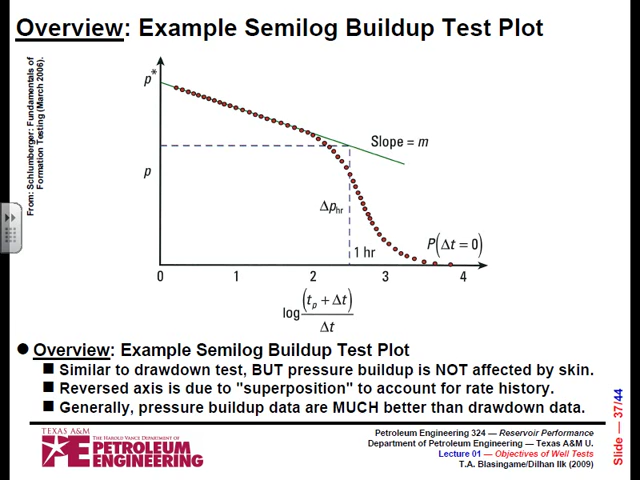 Overview: Example Semilog Buildup Test Plot
From: Schlumberger: Fundamentals of
Formation Testing (March 2006).
p*
Slope = m
p
Δphr
P(Δt = 0)
1 hr
0 1 2 3 4
log (tp + Δt)
Δt
● Overview: Example Semilog Buildup Test Plot
■ Similar to drawdown test, BUT pressure buildup is NOT affected by skin.
■ Reversed axis is due to "superposition" to account for rate history.
■ Generally, pressure buildup data are MUCH better than drawdown data.
Slide — 37/44
TEXAS A&M
PE
THE HAROLD VANCE DEPARTMENT OF
PETROLEUM
ENGINEERING
Petroleum Engineering 324 — Reservoir Performance
Department of Petroleum Engineering — Texas A&M U.
Lecture 01 — Objectives of Well Tests
T.A. Blasingame/Dilhan Ilk (2009)